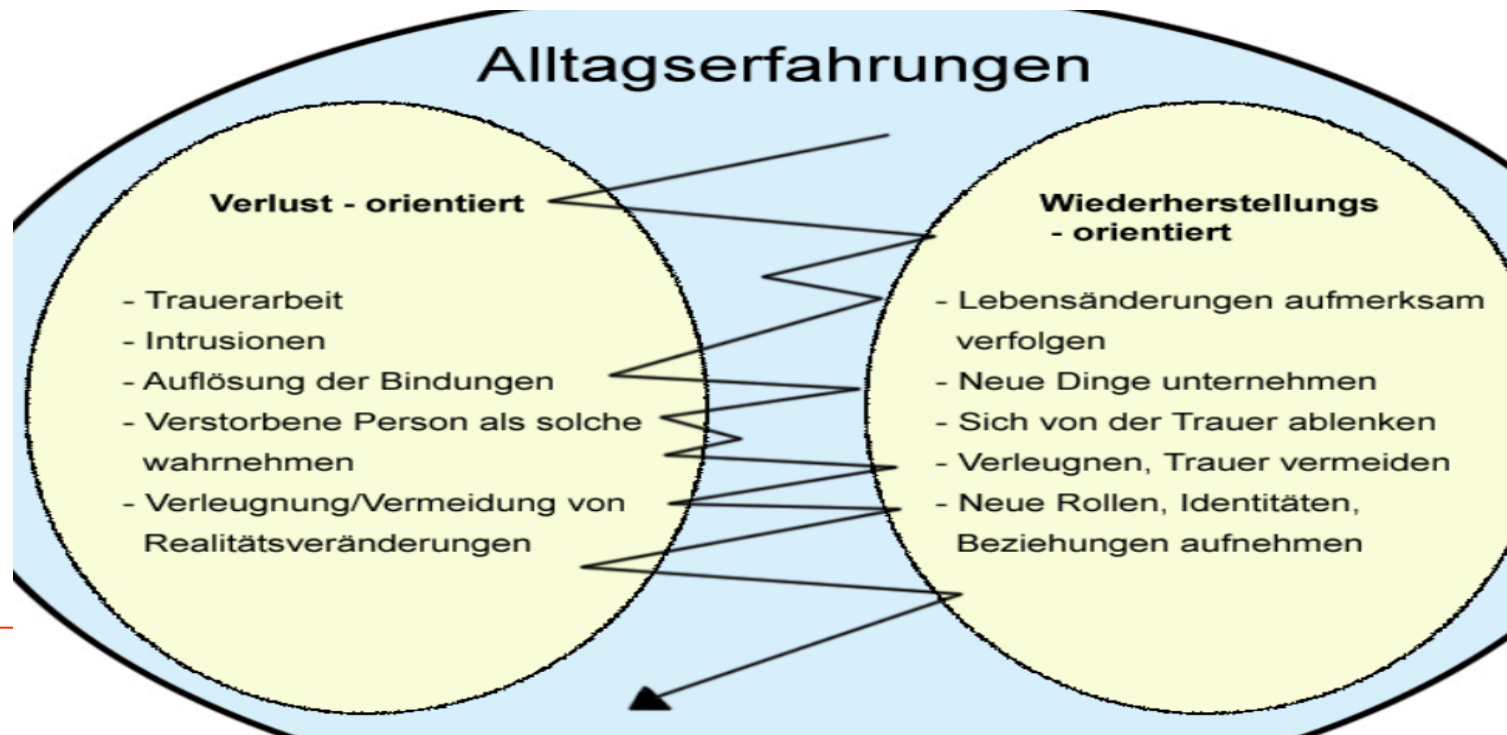 Alltagserfahrungen
Verlust - orientiert
- Trauerarbeit
- Intrusionen
- Auflösung der Bindungen
- Verstorbene Person als solche
wahrnehmen
- Verleugnung/Vermeidung von
Realitätsveränderungen
Wiederherstellungs
- orientiert
- Lebensänderungen aufmerksam
verfolgen
- Neue Dinge unternehmen
- Sich von der Trauer ablenken
- Verleugnen, Trauer vermeiden
- Neue Rollen, Identitäten,
Beziehungen aufnehmen